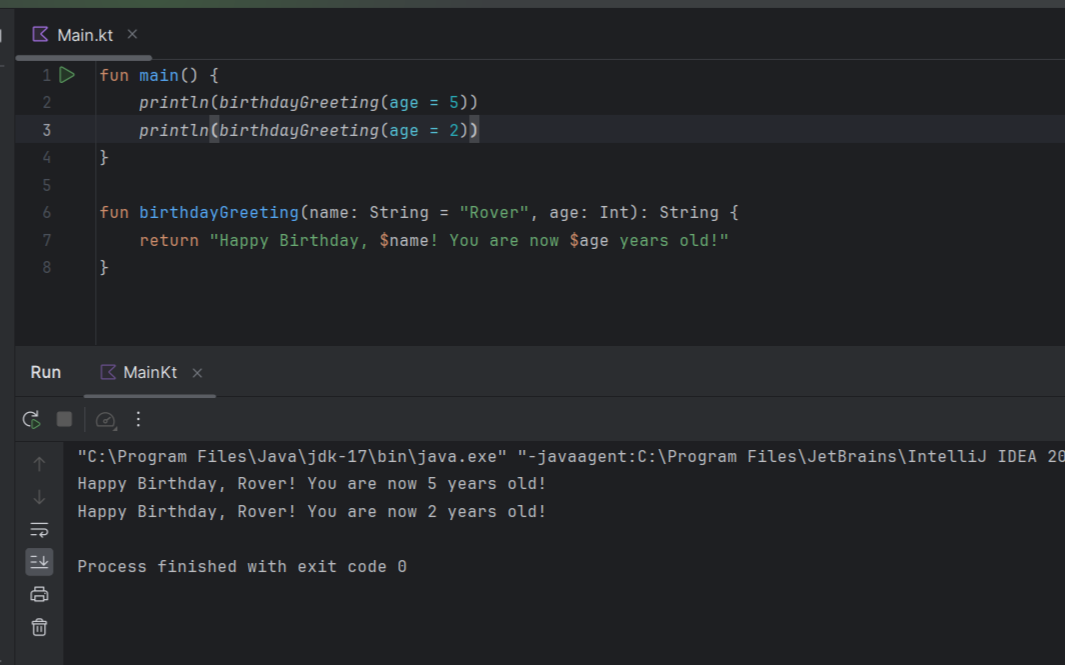 Main.kt
1 fun main() {
2     println(birthdayGreeting(age = 5))
3     println(birthdayGreeting(age = 2))
4 }
5
6 fun birthdayGreeting(name: String = "Rover", age: Int): String {
7     return "Happy Birthday, $name! You are now $age years old!"
8 }
Run MainKt
"C:\Program Files\Java\jdk-17\bin\java.exe" "-javaagent:C:\Program Files\JetBrains\IntelliJ IDEA 20
Happy Birthday, Rover! You are now 5 years old!
Happy Birthday, Rover! You are now 2 years old!
Process finished with exit code 0